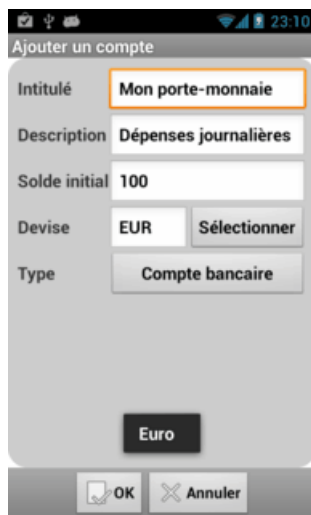 23:10
Ajouter un compte
Intitulé Mon porte-monnaie
Description Dépenses journalières
Solde initial 100
Devise EUR Sélectionner
Type Compte bancaire
Euro
OK Annuler